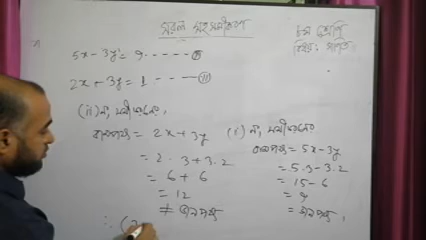 সরল সহসমীকরণ
৮ম শ্রেণি
বিষয়: গণিত
5x - 3y = 9 ------ (i)
2x + 3y = 1 ---- (ii)
(ii) নং সমীকরণের
বামপক্ষ = 2x + 3y
= 2 . 3 + 3 . 2
= 6 + 6
= 12
≠ ডানপক্ষ
(i) নং সমীকরণের
বামপক্ষ = 5x - 3y
= 5.3 - 3.2
= 15 - 6
= 9
= ডানপক্ষ,